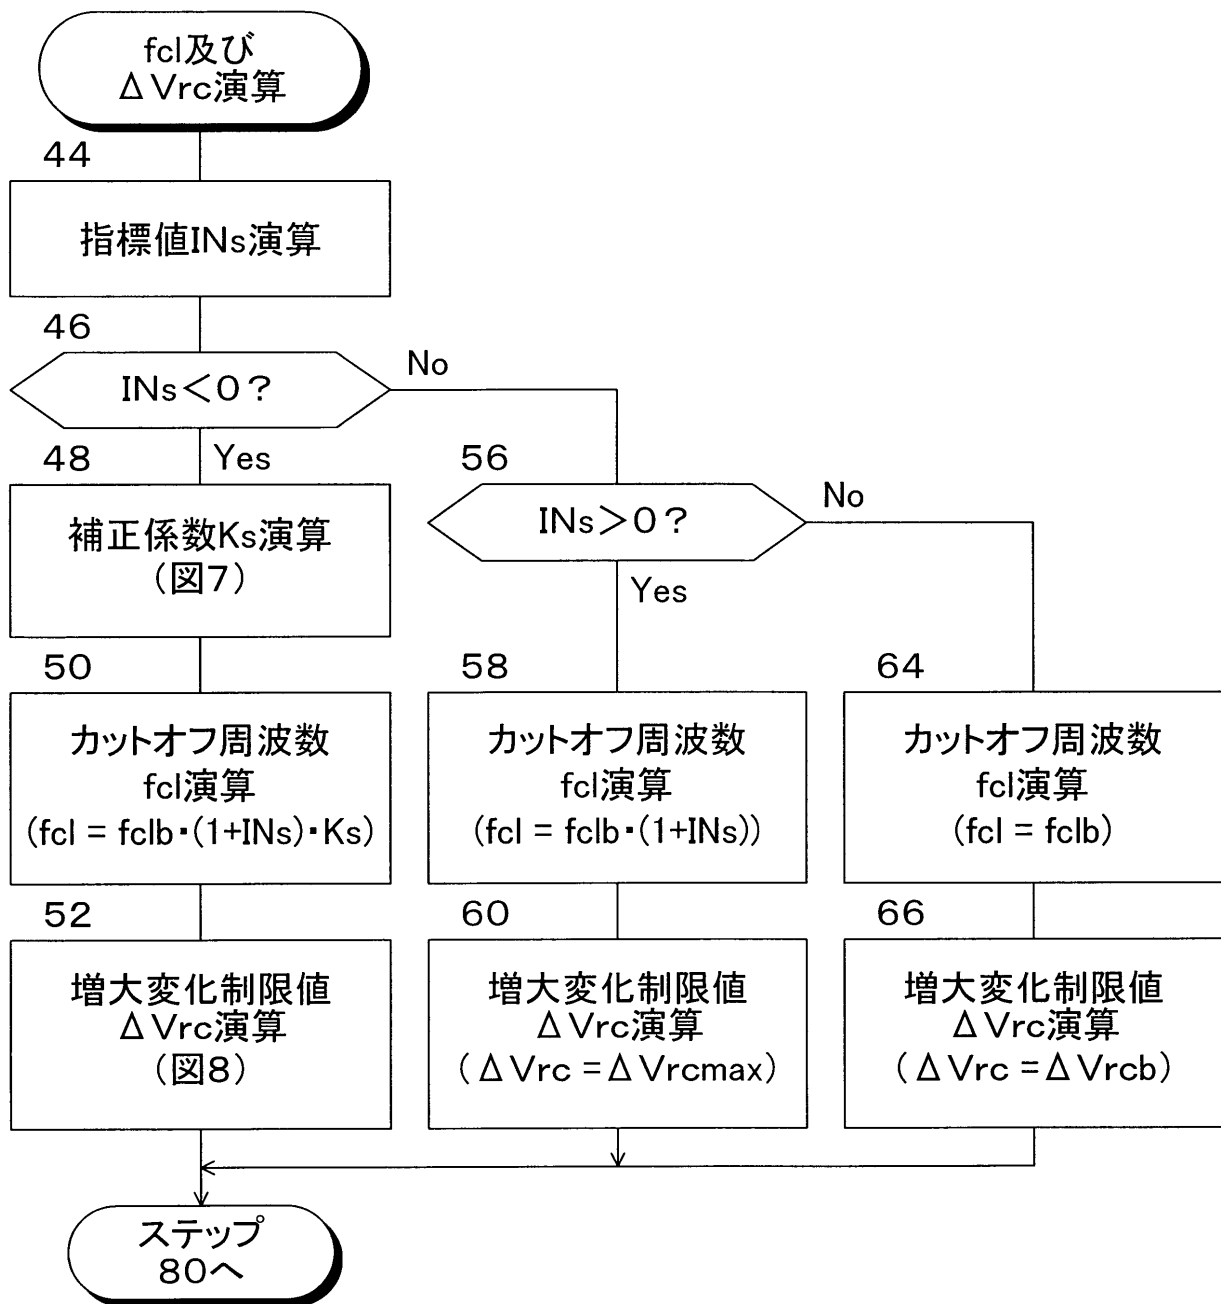 fcl及び
ΔVrc演算
44
指標値INs演算
46
INs<0?
No
Yes
48
補正係数Ks演算
(図7)
56
INs>0?
No
Yes
50
カットオフ周波数
fcl演算
(fcl = fclb・(1+INs)・Ks)
58
カットオフ周波数
fcl演算
(fcl = fclb・(1+INs))
64
カットオフ周波数
fcl演算
(fcl = fclb)
52
増大変化制限値
ΔVrc演算
(図8)
60
増大変化制限値
ΔVrc演算
(ΔVrc =ΔVrcmax)
66
増大変化制限値
ΔVrc演算
(ΔVrc =ΔVrcb)
ステップ
80へ